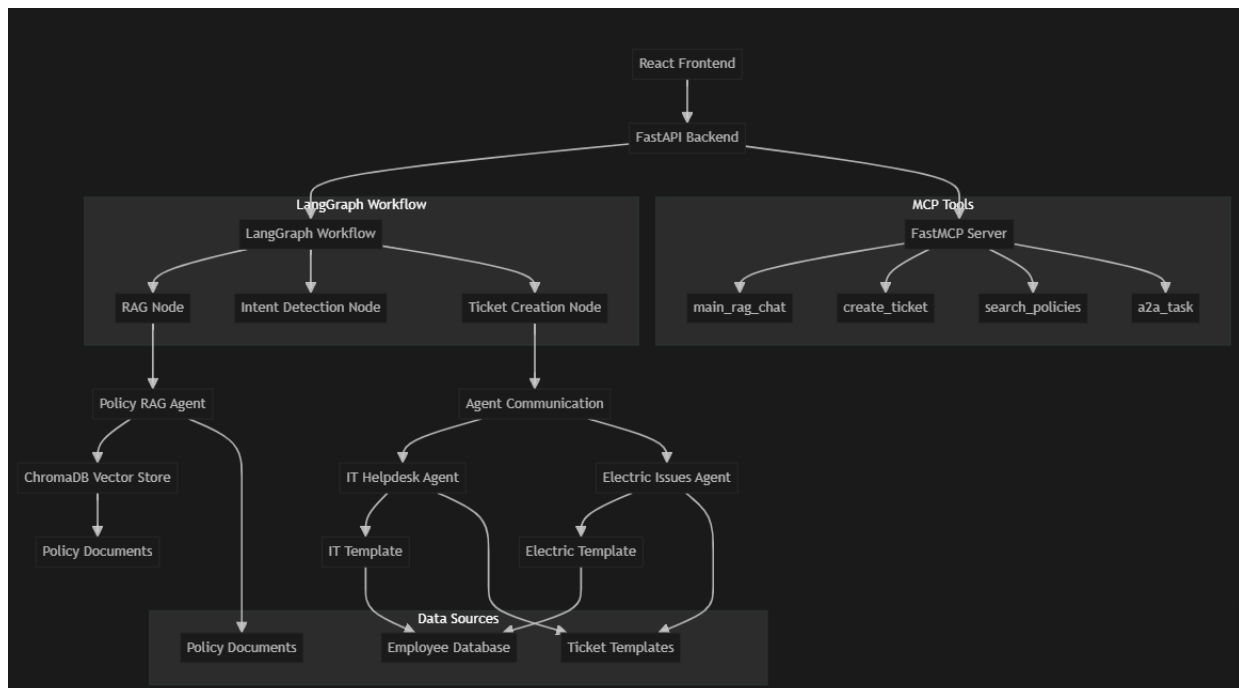 React Frontend
FastAPI Backend
LangGraph Workflow
MCP Tools
LangGraph Workflow
FastMCP Server
RAG Node
Intent Detection Node
Ticket Creation Node
main_rag_chat
create_ticket
search_policies
a2a_task
Policy RAG Agent
Agent Communication
ChromaDB Vector Store
IT Helpdesk Agent
Electric Issues Agent
Policy Documents
IT Template
Electric Template
Data Sources
Policy Documents
Employee Database
Ticket Templates